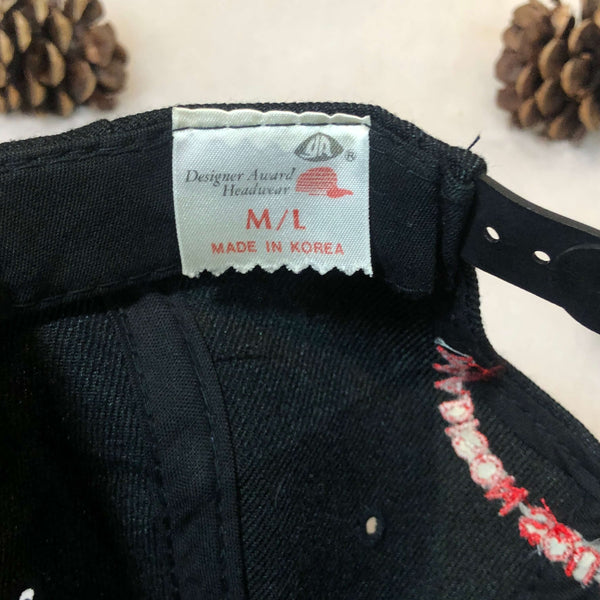 DA
®
Designer Award
Headwear
M/L
MADE IN KOREA